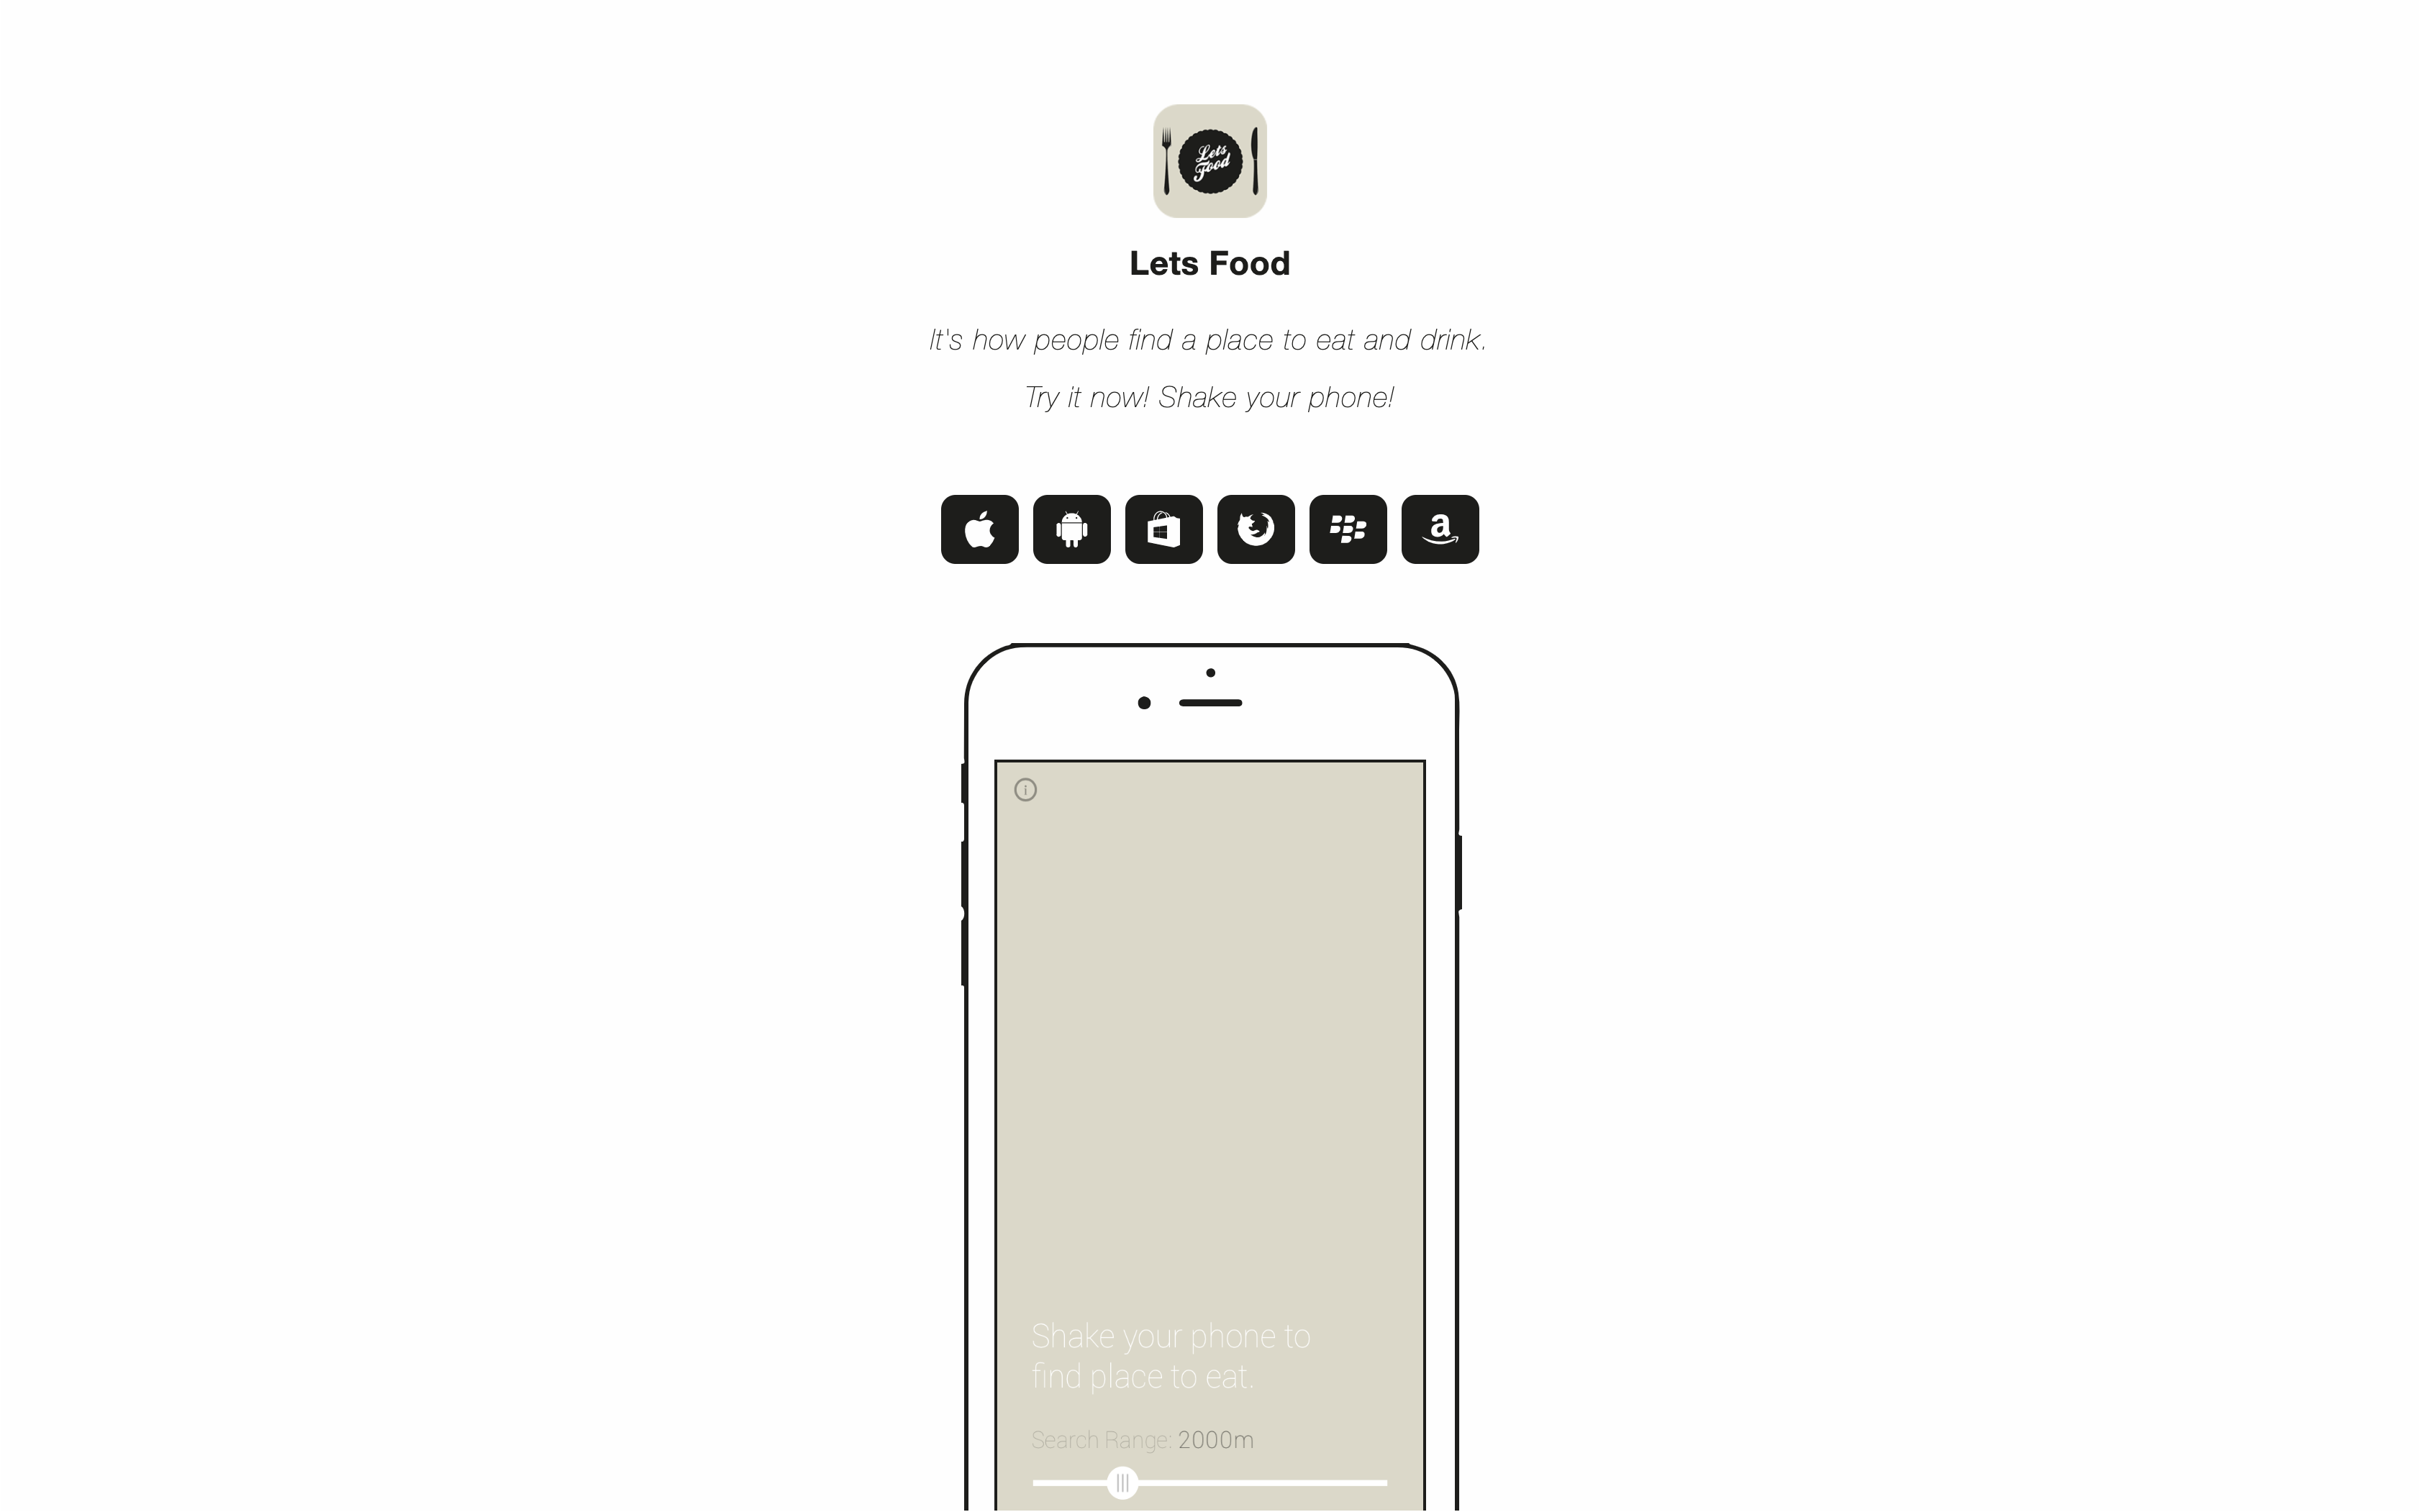 Lets
Food
Lets Food
It's how people find a place to eat and drink.
Try it now! Shake your phone!
Shake your phone to
find place to eat.
Search Range: 2000m